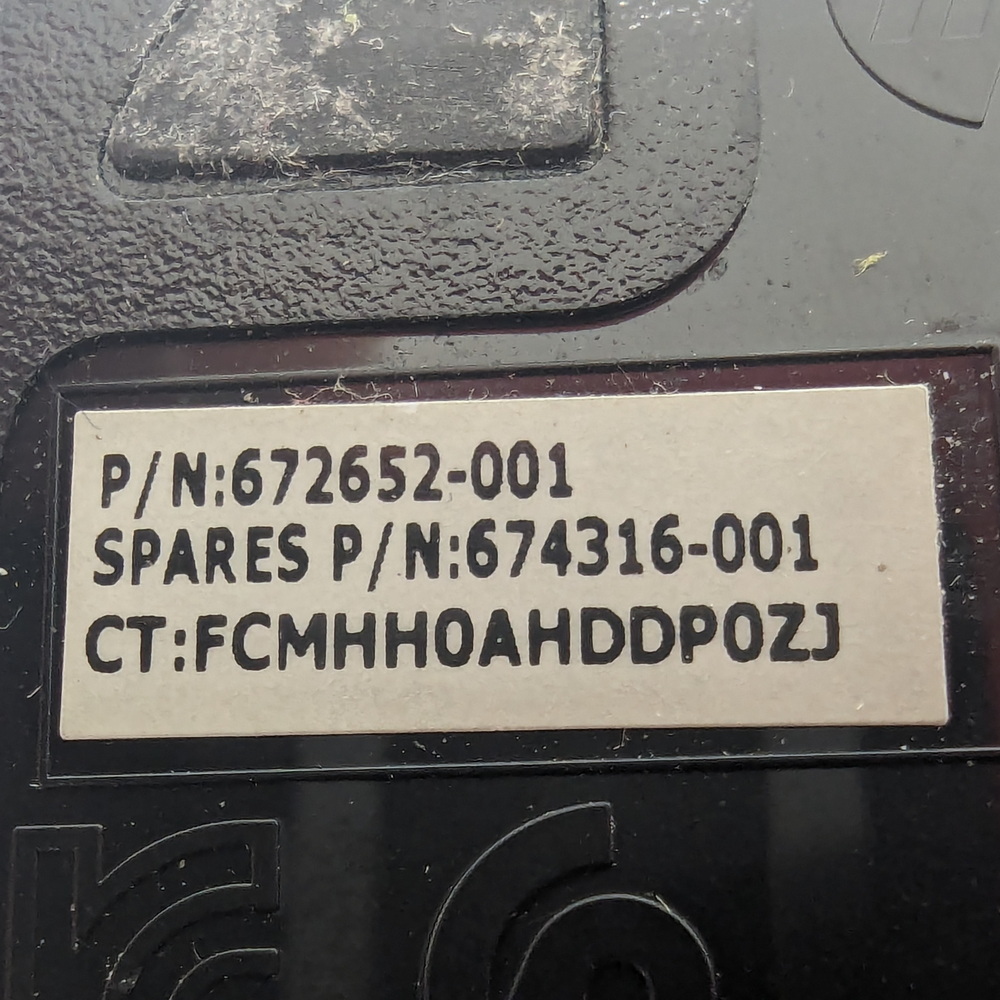 P/N:672652-001
SPARES P/N:674316-001
CT:FCMHH0AHDDP0ZJ